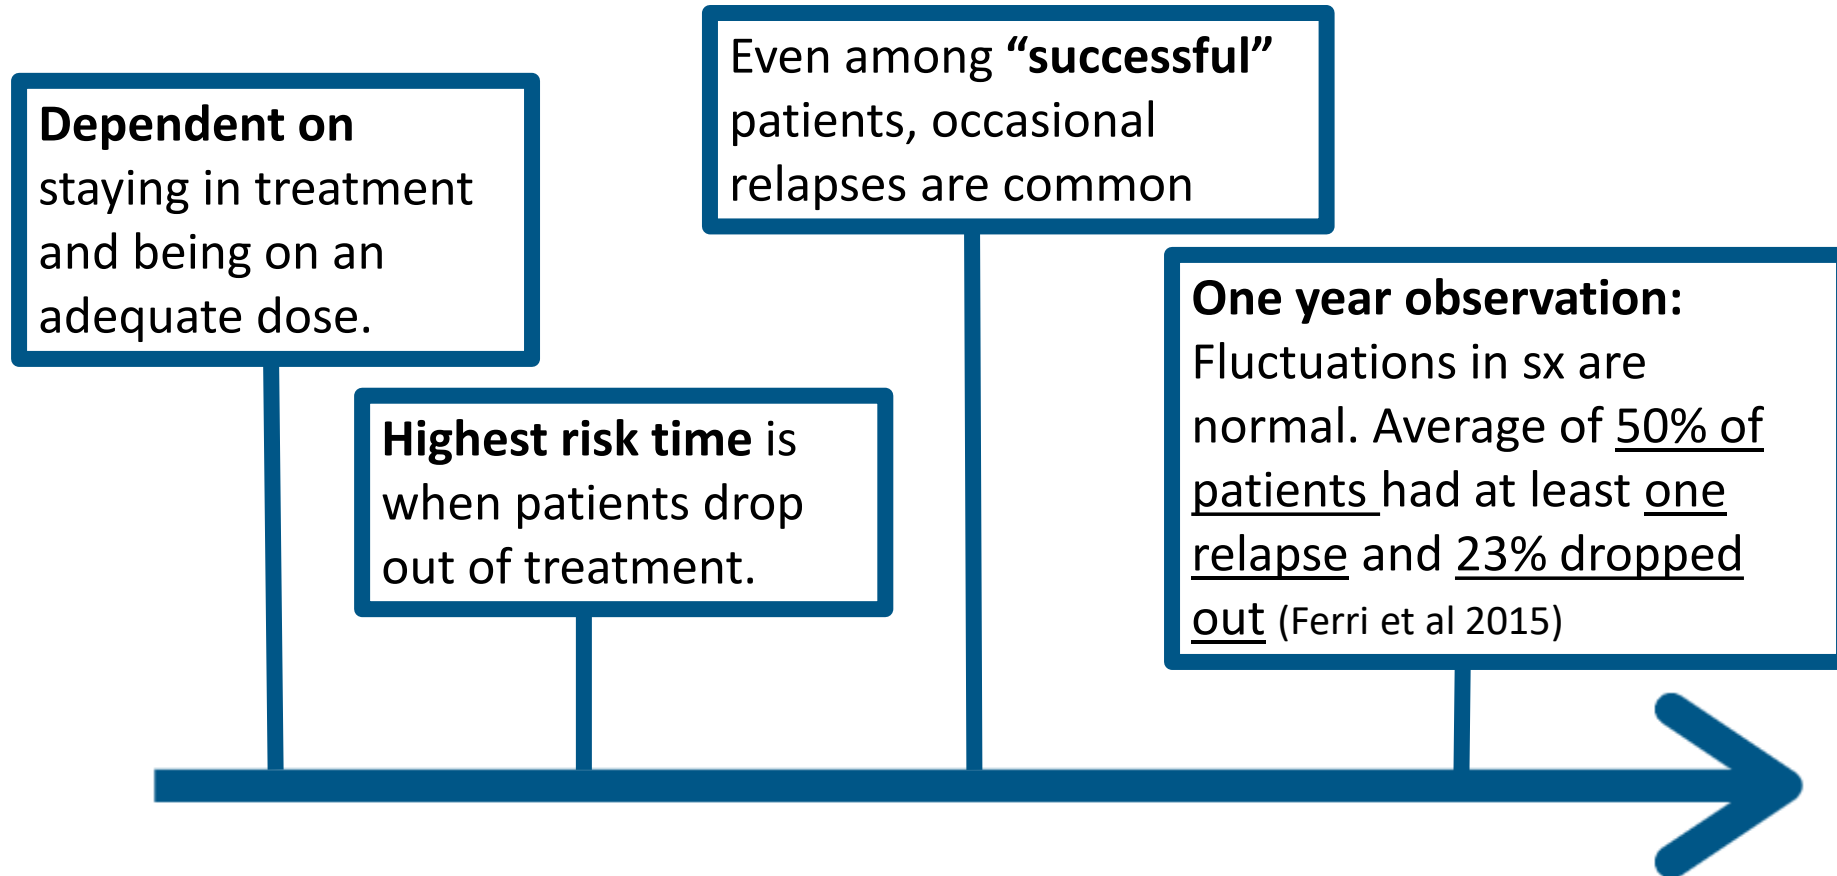 Dependent on
staying in treatment
and being on an
adequate dose.
Highest risk time is
when patients drop
out of treatment.
Even among “successful”
patients, occasional
relapses are common
One year observation:
Fluctuations in sx are
normal. Average of 50% of
patients had at least one
relapse and 23% dropped
out (Ferri et al 2015)